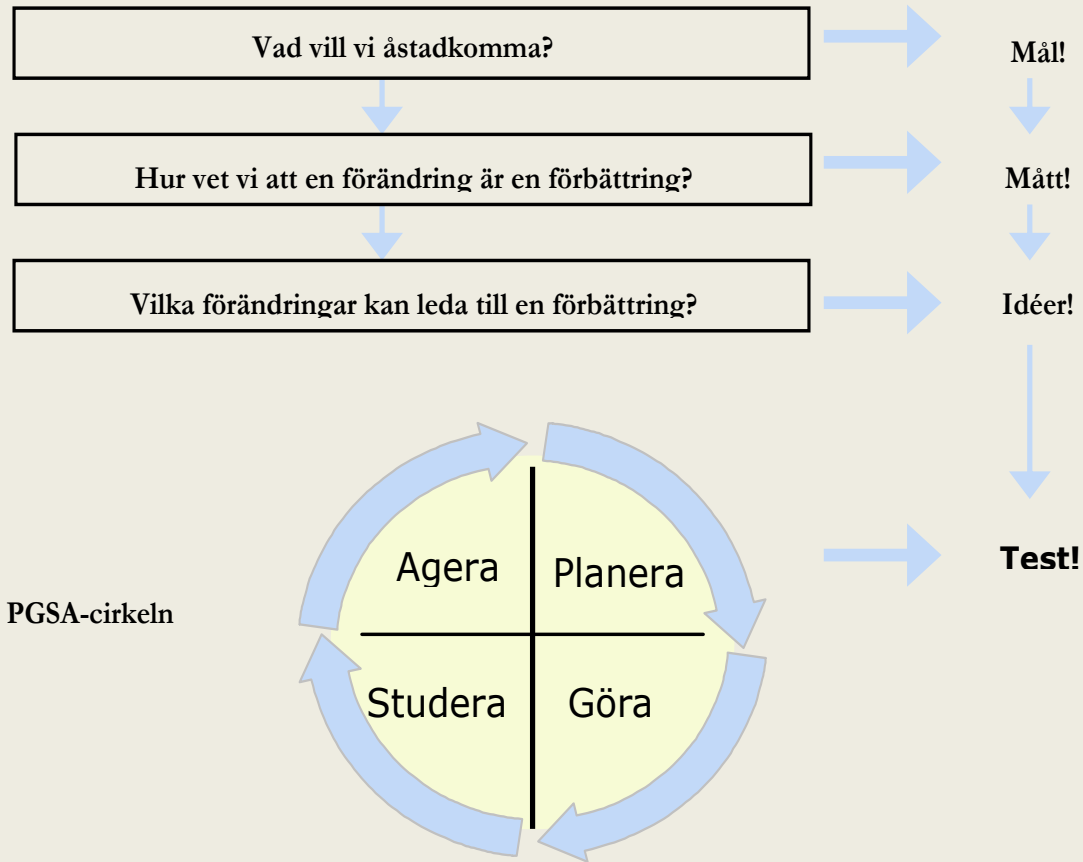 Vad vill vi åstadkomma?
Mål!
Hur vet vi att en förändring är en förbättring?
Mått!
Vilka förändringar kan leda till en förbättring?
Idéer!
Agera
Planera
Test!
PGSA-cirkeln
Studera
Göra